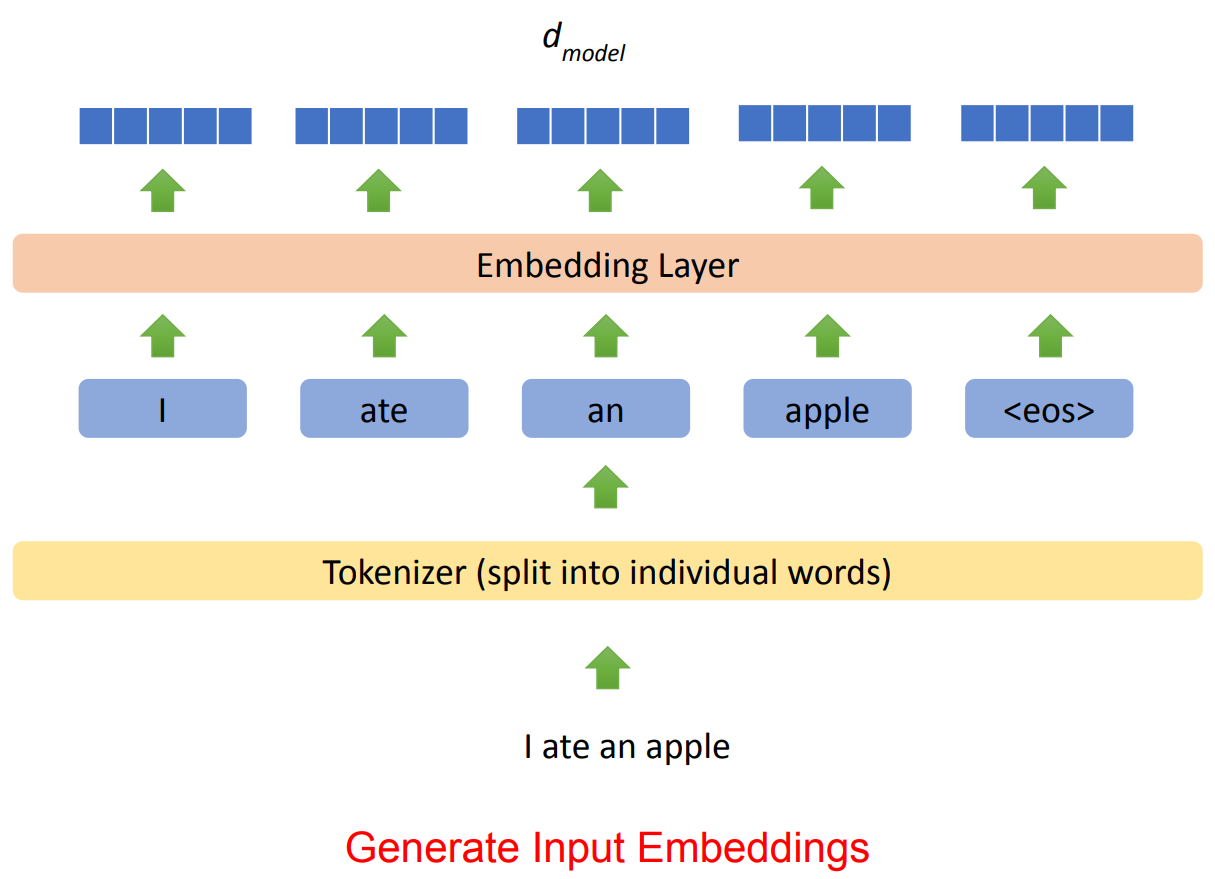 d_model
Embedding Layer
I ate an apple <eos>
Tokenizer (split into individual words)
I ate an apple
Generate Input Embeddings